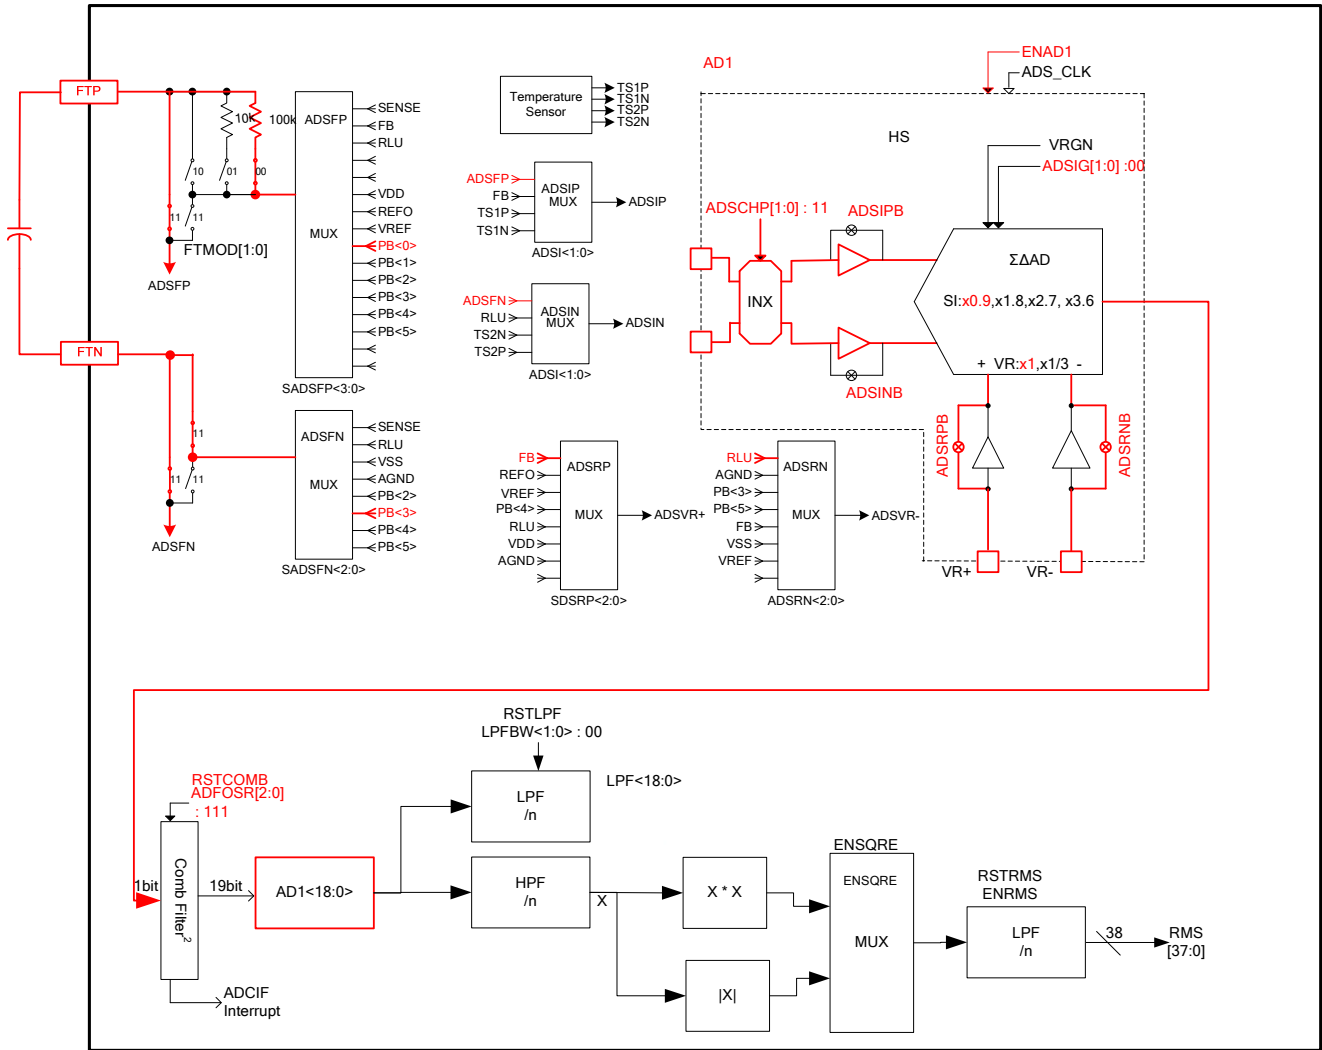 FTP
FTN
10k
100k
10
01
00
11
11
FTMOD[1:0]
ADSFP
11
11
11
ADSFN
ADSFP
MUX
SENSE
FB
RLU
VDD
REFO
VREF
PB<0>
PB<1>
PB<2>
PB<3>
PB<4>
PB<5>
SADSFP<3:0>
ADSFN
MUX
SENSE
RLU
VSS
AGND
PB<2>
PB<3>
PB<4>
PB<5>
SADSFN<2:0>
Temperature
Sensor
TS1P
TS1N
TS2P
TS2N
ADSFP
FB
TS1P
TS1N
ADSIP
MUX
ADSIP
ADSI<1:0>
ADSFN
RLU
TS2N
TS2P
ADSIN
MUX
ADSIN
ADSI<1:0>
FB
REFO
VREF
PB<4>
RLU
VDD
AGND
ADSRP
MUX
ADSVR+
SDSRP<2:0>
RLU
AGND
PB<3>
PB<5>
FB
VSS
VREF
ADSRN
MUX
ADSVR-
ADSRN<2:0>
AD1
ENAD1
ADS_CLK
HS
VRGN
ADSIG[1:0] :00
ADSCHP[1:0] : 11
INX
ADSIPB
ADSINB
ΣΔAD
SI:x0.9,x1.8,x2.7, x3.6
+ VR:x1,x1/3 -
ADSRPB
ADSRNB
VR+
VR-
RSTCOMB
ADFOSR[2:0]
: 111
1bit
Comb Filter2
19bit
ADCIF
Interrupt
AD1<18:0>
RSTLPF
LPFBW<1:0> : 00
LPF
/n
LPF<18:0>
HPF
/n
X
X * X
|X|
ENSQRE
ENSQRE
MUX
RSTRMS
ENRMS
LPF
/n
38
RMS
[37:0]